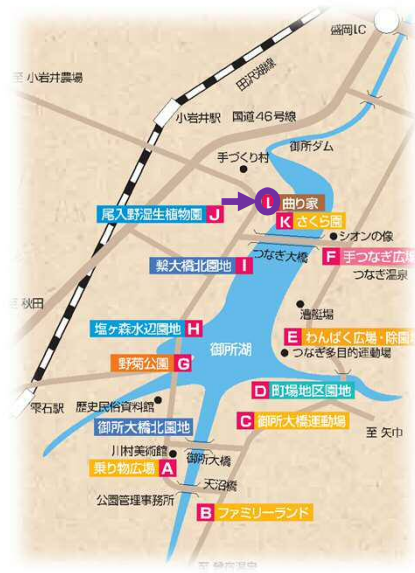 盛岡IC
田沢湖線
至 小岩井農場
小岩井駅
国道46号線
御所ダム
手づくり村
曲り家
尾入野湿生植物園 J
K さくら園
シオンの像
つなぎ大橋
F 手つなぎ広場
繋大橋北園地 I
つなぎ温泉
至 秋田
漕艇場
塩ヶ森水辺園地 H
E わんぱく広場・除園地
御所湖
野菊公園 G
つなぎ多目的運動場
D 町場地区園地
雫石駅
歴史民俗資料館
C 御所大橋運動場
御所大橋北園地
至 矢巾
川村美術館
御所大橋
乗り物広場 A
天沼橋
公園管理事務所
B ファミリーランド